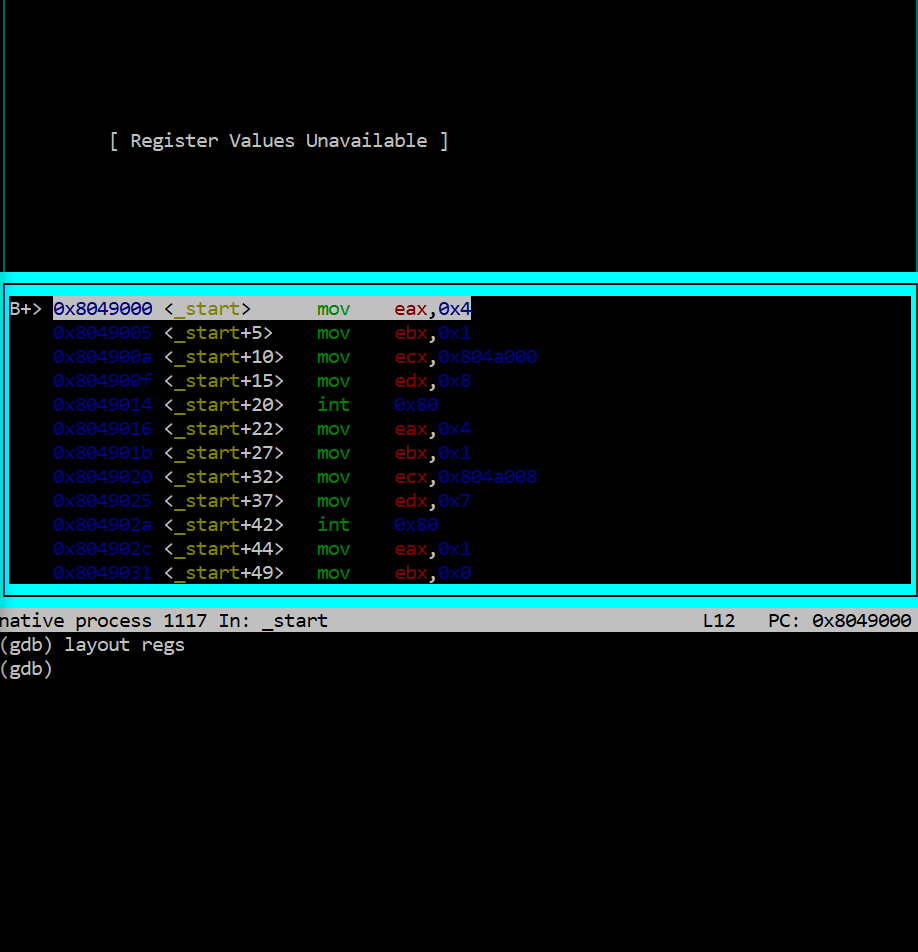 [ Register Values Unavailable ]
B+> 0x8049000 <_start>      mov    eax,0x4
0x8049005 <_start+5>    mov    ebx,0x1
0x804900a <_start+10>   mov    ecx,0x804a000
0x804900f <_start+15>   mov    edx,0x8
0x8049014 <_start+20>   int    0x80
0x8049016 <_start+22>   mov    eax,0x4
0x804901b <_start+27>   mov    ebx,0x1
0x8049020 <_start+32>   mov    ecx,0x804a008
0x8049025 <_start+37>   mov    edx,0x7
0x804902a <_start+42>   int    0x80
0x804902c <_start+44>   mov    eax,0x1
0x8049031 <_start+49>   mov    ebx,0x0
native process 1117 In: _start    L12   PC: 0x8049000
(gdb) layout regs
(gdb)